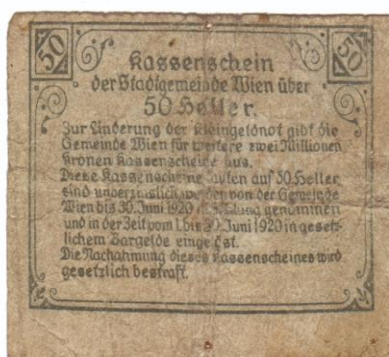 50 50
Kassenschein
der Stadtgemeinde Wien über
50 Heller.
Zur Linderung der Kleingeldnot gibt die
Gemeinde Wien für weitere zwei Millionen
Kronen Kassenscheine aus.
Diese Kassenscheine lauten auf 50 Heller,
sind unverzinslich, werden von der Gemeinde
Wien bis 30. Juni 1920 in Zahlung genommen
und in der Zeit vom 1. bis 30. Juni 1920 in gesetz-
lichem Bargelde eingelöst.
Die Nachahmung dieses Kassenscheines wird
gesetzlich bestraft.